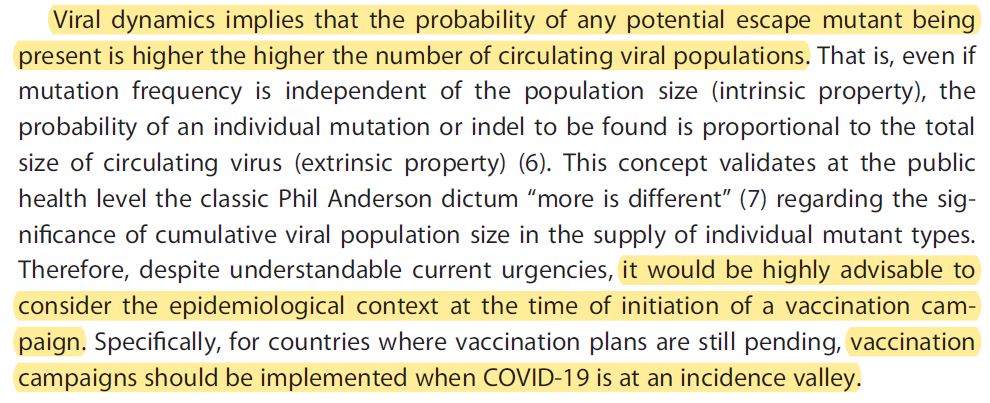 Viral dynamics implies that the probability of any potential escape mutant being
present is higher the higher the number of circulating viral populations. That is, even if
mutation frequency is independent of the population size (intrinsic property), the
probability of an individual mutation or indel to be found is proportional to the total
size of circulating virus (extrinsic property) (6). This concept validates at the public
health level the classic Phil Anderson dictum “more is different” (7) regarding the sig-
nificance of cumulative viral population size in the supply of individual mutant types.
Therefore, despite understandable current urgencies, it would be highly advisable to
consider the epidemiological context at the time of initiation of a vaccination cam-
paign. Specifically, for countries where vaccination plans are still pending, vaccination
campaigns should be implemented when COVID-19 is at an incidence valley.